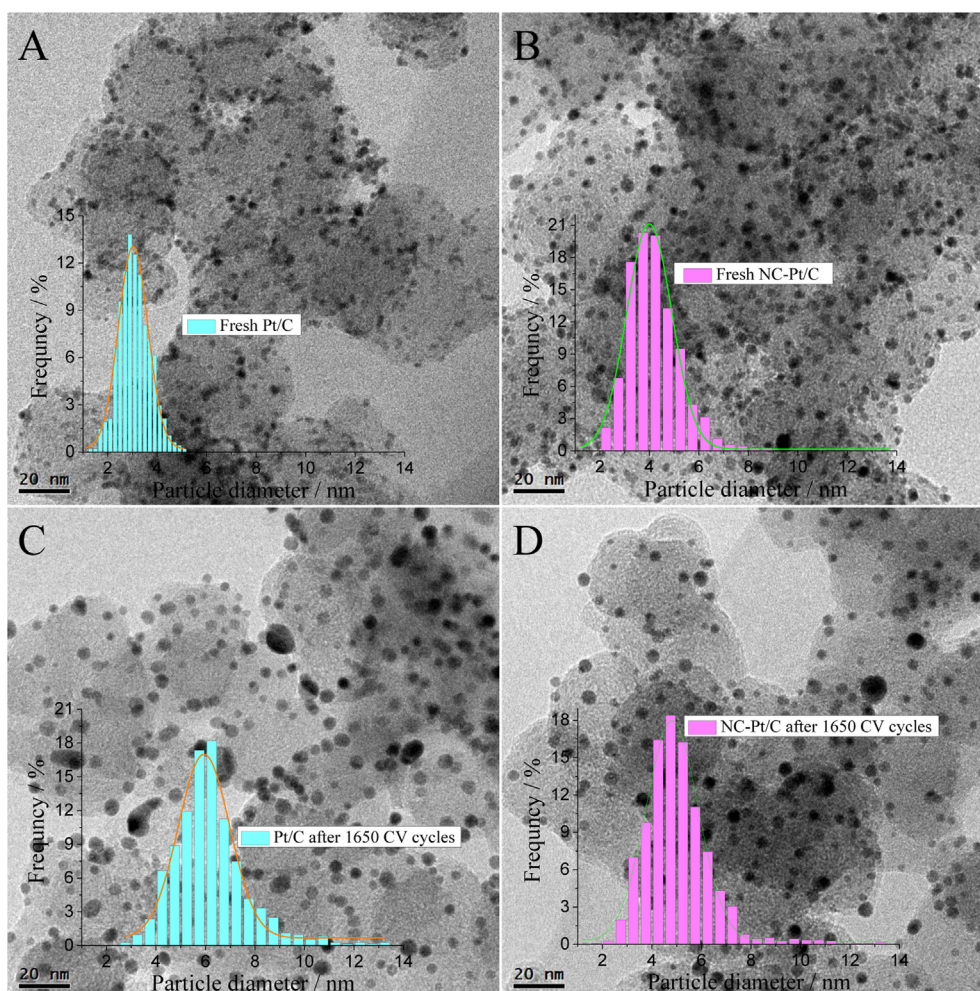 A
15
12
9
6
3
0
Frequncy / %
Fresh Pt/C
2
4
6
8
10
12
14
Particle diameter / nm
20 nm
B
21
18
15
12
9
6
3
0
Frequncy / %
Fresh NC-Pt/C
2
4
6
8
10
12
14
Particle diameter / nm
20 nm
C
21
18
15
12
9
6
3
0
Frequncy / %
Pt/C after 1650 CV cycles
2
4
6
8
10
12
14
Particle diameter / nm
20 nm
D
18
15
12
9
6
3
0
Frequncy / %
NC-Pt/C after 1650 CV cycles
2
4
6
8
10
12
14
Particle diameter / nm
20 nm